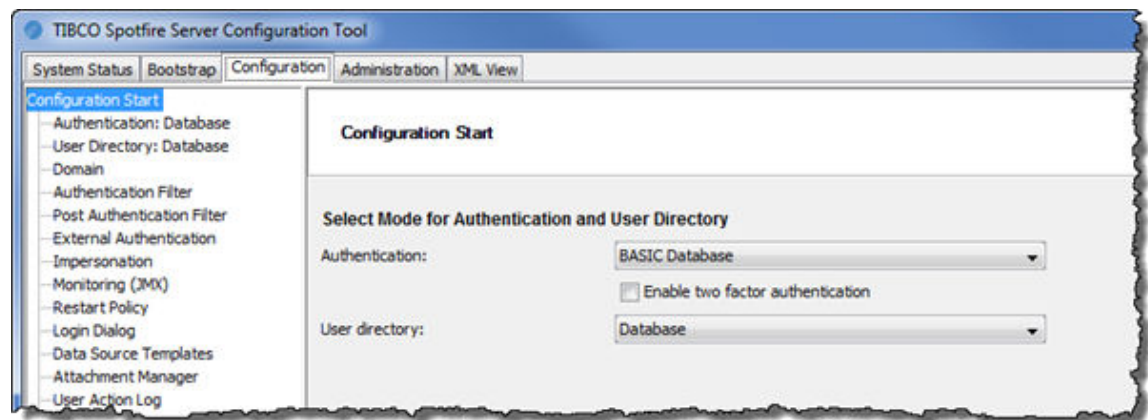 TIBCO Spotfire Server Configuration Tool
System Status Bootstrap Configuration Administration XML View
Configuration Start
Authentication: Database
User Directory: Database
Domain
Authentication Filter
Post Authentication Filter
External Authentication
Impersonation
Monitoring (JMX)
Restart Policy
Login Dialog
Data Source Templates
Attachment Manager
User Action Log
Configuration Start
Select Mode for Authentication and User Directory
Authentication: BASIC Database
Enable two factor authentication
User directory: Database